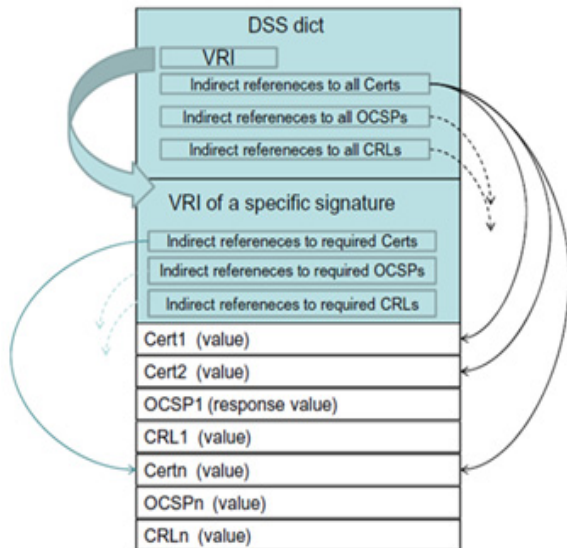 DSS dict
VRI
Indirect refereneces to all Certs
Indirect refereneces to all OCSPs
Indirect refereneces to all CRLs
VRI of a specific signature
Indirect refereneces to required Certs
Indirect refereneces to required OCSPs
Indirect refereneces to required CRLs
Cert1 (value)
Cert2 (value)
OCSP1 (response value)
CRL1 (value)
Certn (value)
OCSPn (value)
CRLn (value)